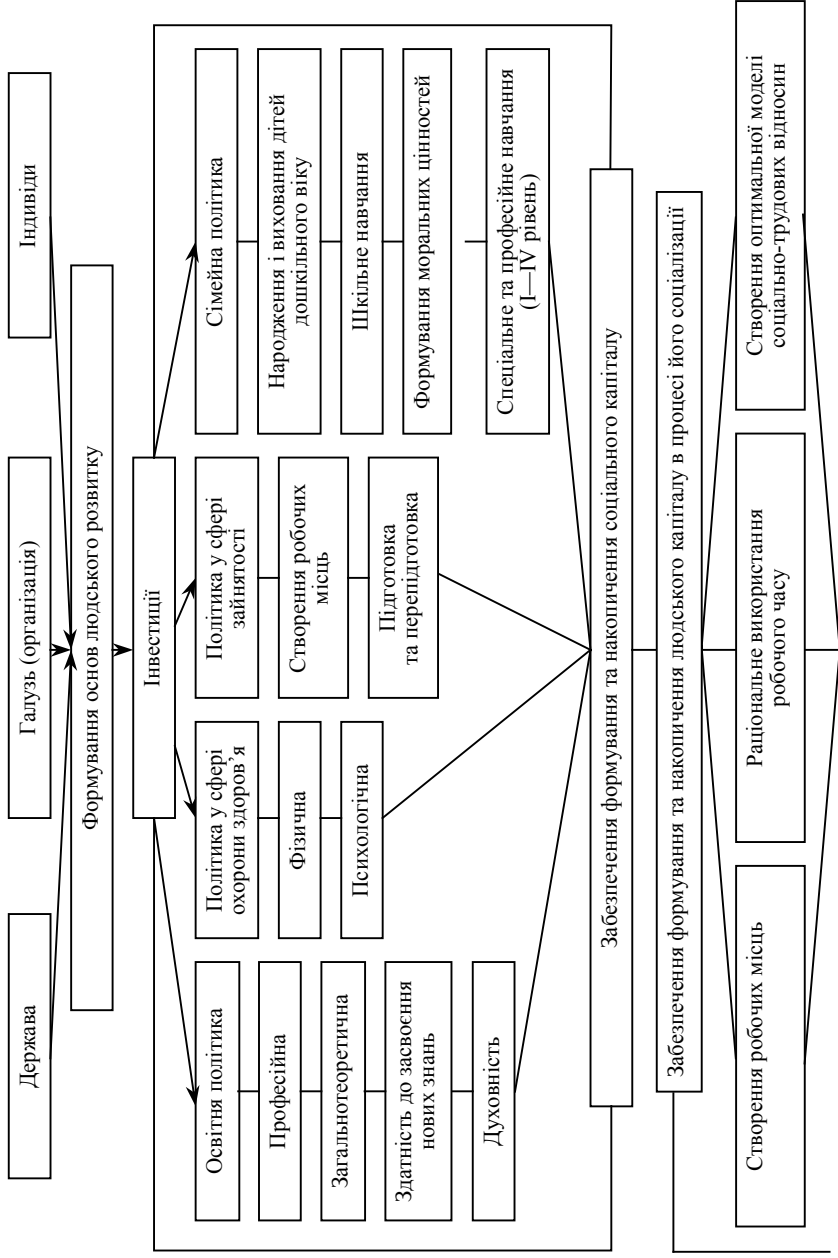 Держава
Галузь (організація)
Індивіди
Формування основ людського розвитку
Інвестиції
Освітня політика
Професійна
Загальнотеоретична
Здатність до засвоєння
нових знань
Духовність
Політика у сфері
охорони здоров'я
Фізична
Психологічна
Політика у сфері
зайнятості
Створення робочих
місць
Підготовка
та перепідготовка
Сімейна політика
Народження і виховання дітей
дошкільного віку
Шкільне навчання
Формування моральних цінностей
Спеціальне та професійне навчання
(I—IV рівень)
Забезпечення формування та накопичення соціального капіталу
Забезпечення формування та накопичення людського капіталу в процесі його соціалізації
Створення робочих місць
Раціональне використання
робочого часу
Створення оптимальної моделі
соціально-трудових відносин